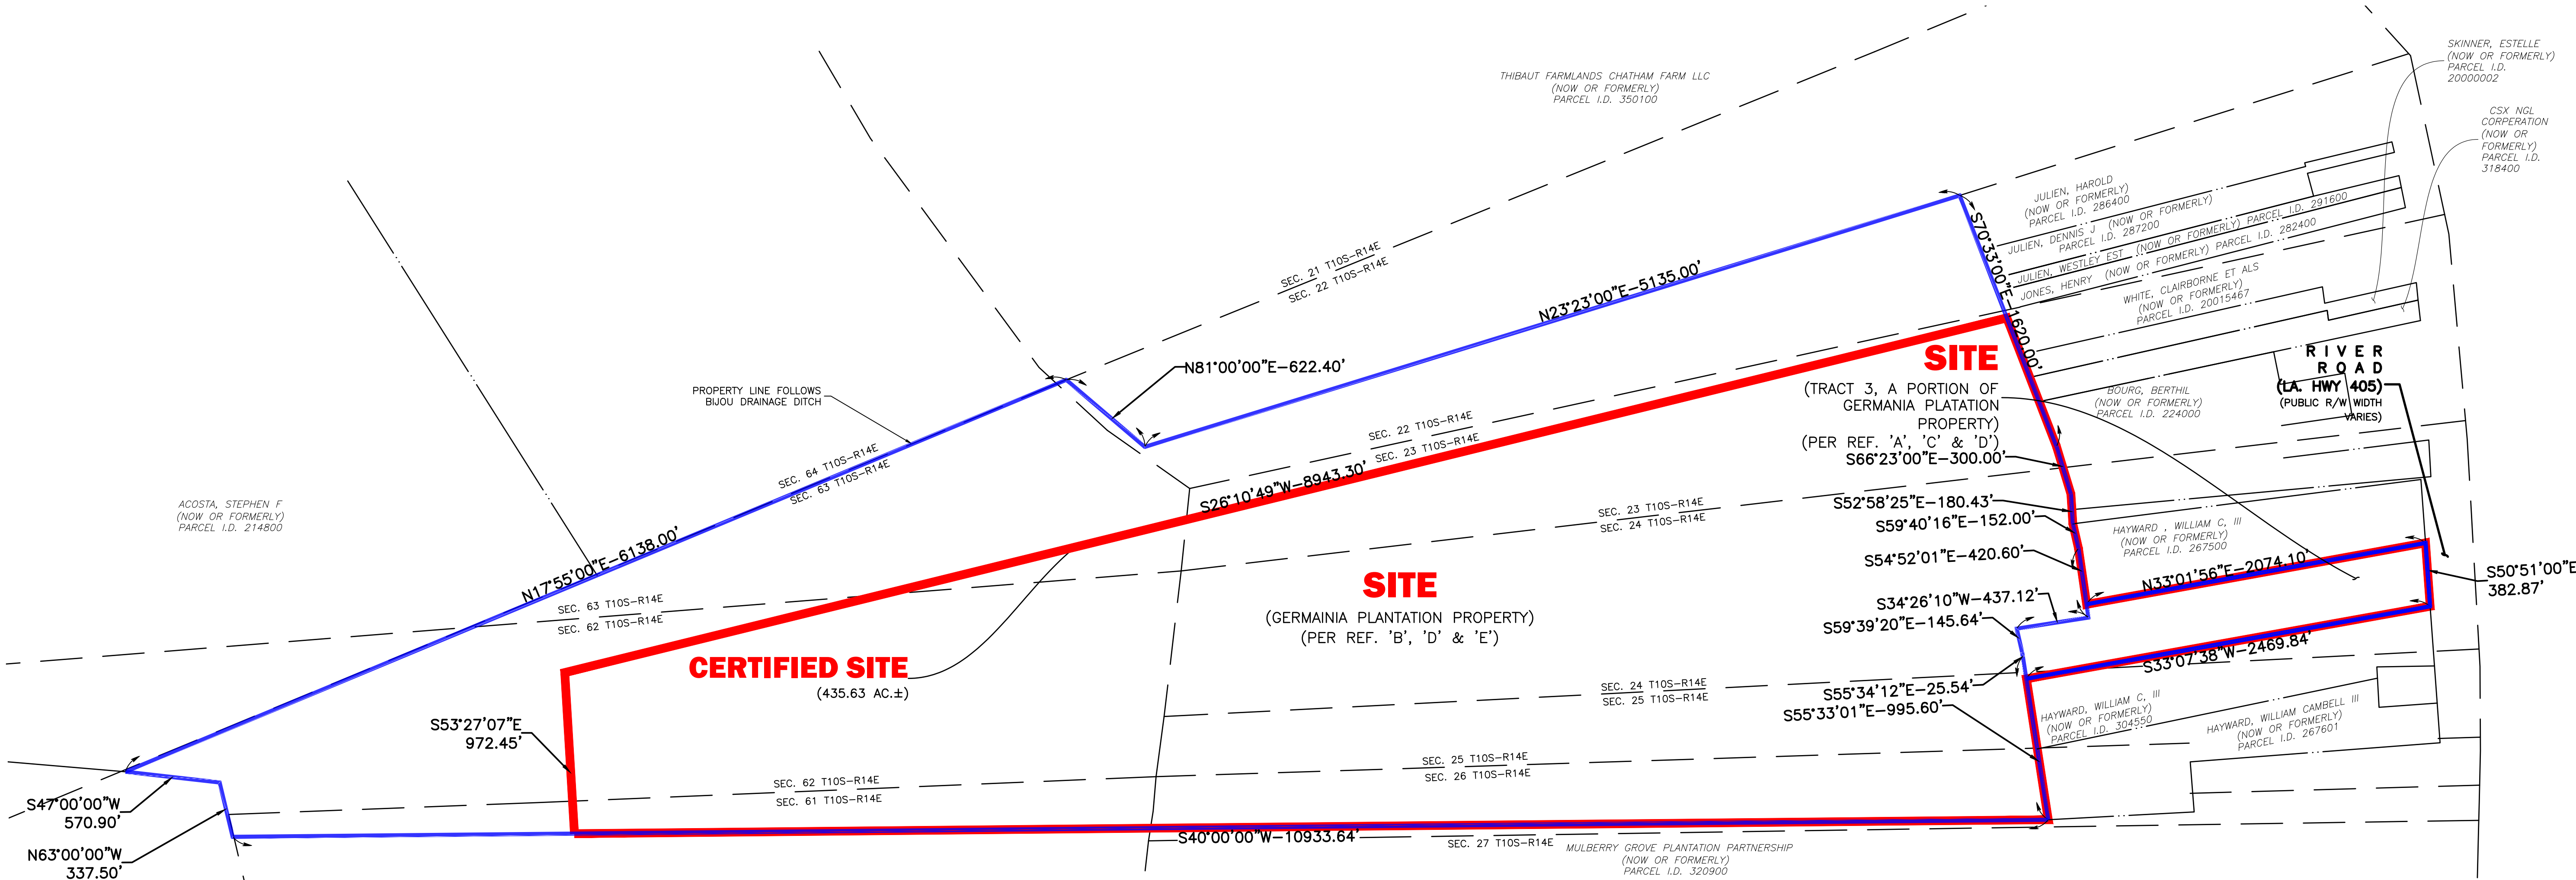 SKINNER, ESTELLE
(NOW OR FORMERLY)
PARCEL I.D.
20000002
CSX NGL
CORPERATION
(NOW OR
FORMERLY)
PARCEL I.D.
318400
THIBAUT FARMLANDS CHATHAM FARM LLC
(NOW OR FORMERLY)
PARCEL I.D. 350100
JULIEN, HAROLD
(NOW OR FORMERLY)
PARCEL I.D. 286400
JULIEN, DENNIS J (NOW OR FORMERLY)
PARCEL I.D. 287200
JULIEN, WESTLEY EST (NOW OR FORMERLY) PARCEL I.D. 291600
JONES, HENRY (NOW OR FORMERLY) PARCEL I.D. 282400
WHITE, CLAIRBORNE ET ALS
(NOW OR FORMERLY)
PARCEL I.D. 20015467
S70°33'00"E-1620.00'
SEC. 21 T10S-R14E
SEC. 22 T10S-R14E
N23°23'00"E-5135.00'
N81°00'00"E-622.40'
PROPERTY LINE FOLLOWS
BIJOU DRAINAGE DITCH
RIVER
ROAD
(LA. HWY 405)
(PUBLIC R/W WIDTH
VARIES)
SITE
(TRACT 3, A PORTION OF
GERMANIA PLATATION
PROPERTY)
(PER REF. 'A', 'C' & 'D')
BOURG, BERTHIL
(NOW OR FORMERLY)
PARCEL I.D. 224000
S66°23'00"E-300.00'
SEC. 22 T10S-R14E
SEC. 23 T10S-R14E
SEC. 64 T10S-R14E
SEC. 63 T10S-R14E
S26°10'49"W-8943.30'
ACOSTA, STEPHEN F
(NOW OR FORMERLY)
PARCEL I.D. 214800
N17°55'00"E-6138.00'
SEC. 23 T10S-R14E
SEC. 24 T10S-R14E
S52°58'25"E-180.43'
S59°40'16"E-152.00'
S54°52'01"E-420.60'
HAYWARD , WILLIAM C, III
(NOW OR FORMERLY)
PARCEL I.D. 267500
N33°01'56"E-2074.10'
S50°51'00"E
382.87'
SEC. 63 T10S-R14E
SEC. 62 T10S-R14E
SITE
(GERMAINIA PLANTATION PROPERTY)
(PER REF. 'B', 'D' & 'E')
S34°26'10"W-437.12'
S59°39'20"E-145.64'
CERTIFIED SITE
(435.63 AC.±)
S33°07'38"W-2469.84'
SEC. 24 T10S-R14E
SEC. 25 T10S-R14E
S55°34'12"E-25.54'
S55°33'01"E-995.60'
HAYWARD, WILLIAM C, III
(NOW OR FORMERLY)
PARCEL I.D. 304550
HAYWARD, WILLIAM CAMBELL III
(NOW OR FORMERLY)
PARCEL I.D. 267601
S53°27'07"E
972.45'
SEC. 25 T10S-R14E
SEC. 26 T10S-R14E
SEC. 62 T10S-R14E
SEC. 61 T10S-R14E
S47°00'00"W
570.90'
N63°00'00"W
337.50'
S40°00'00"W-10933.64'
SEC. 27 T10S-R14E
MULBERRY GROVE PLANTATION PARTNERSHIP
(NOW OR FORMERLY)
PARCEL I.D. 320900